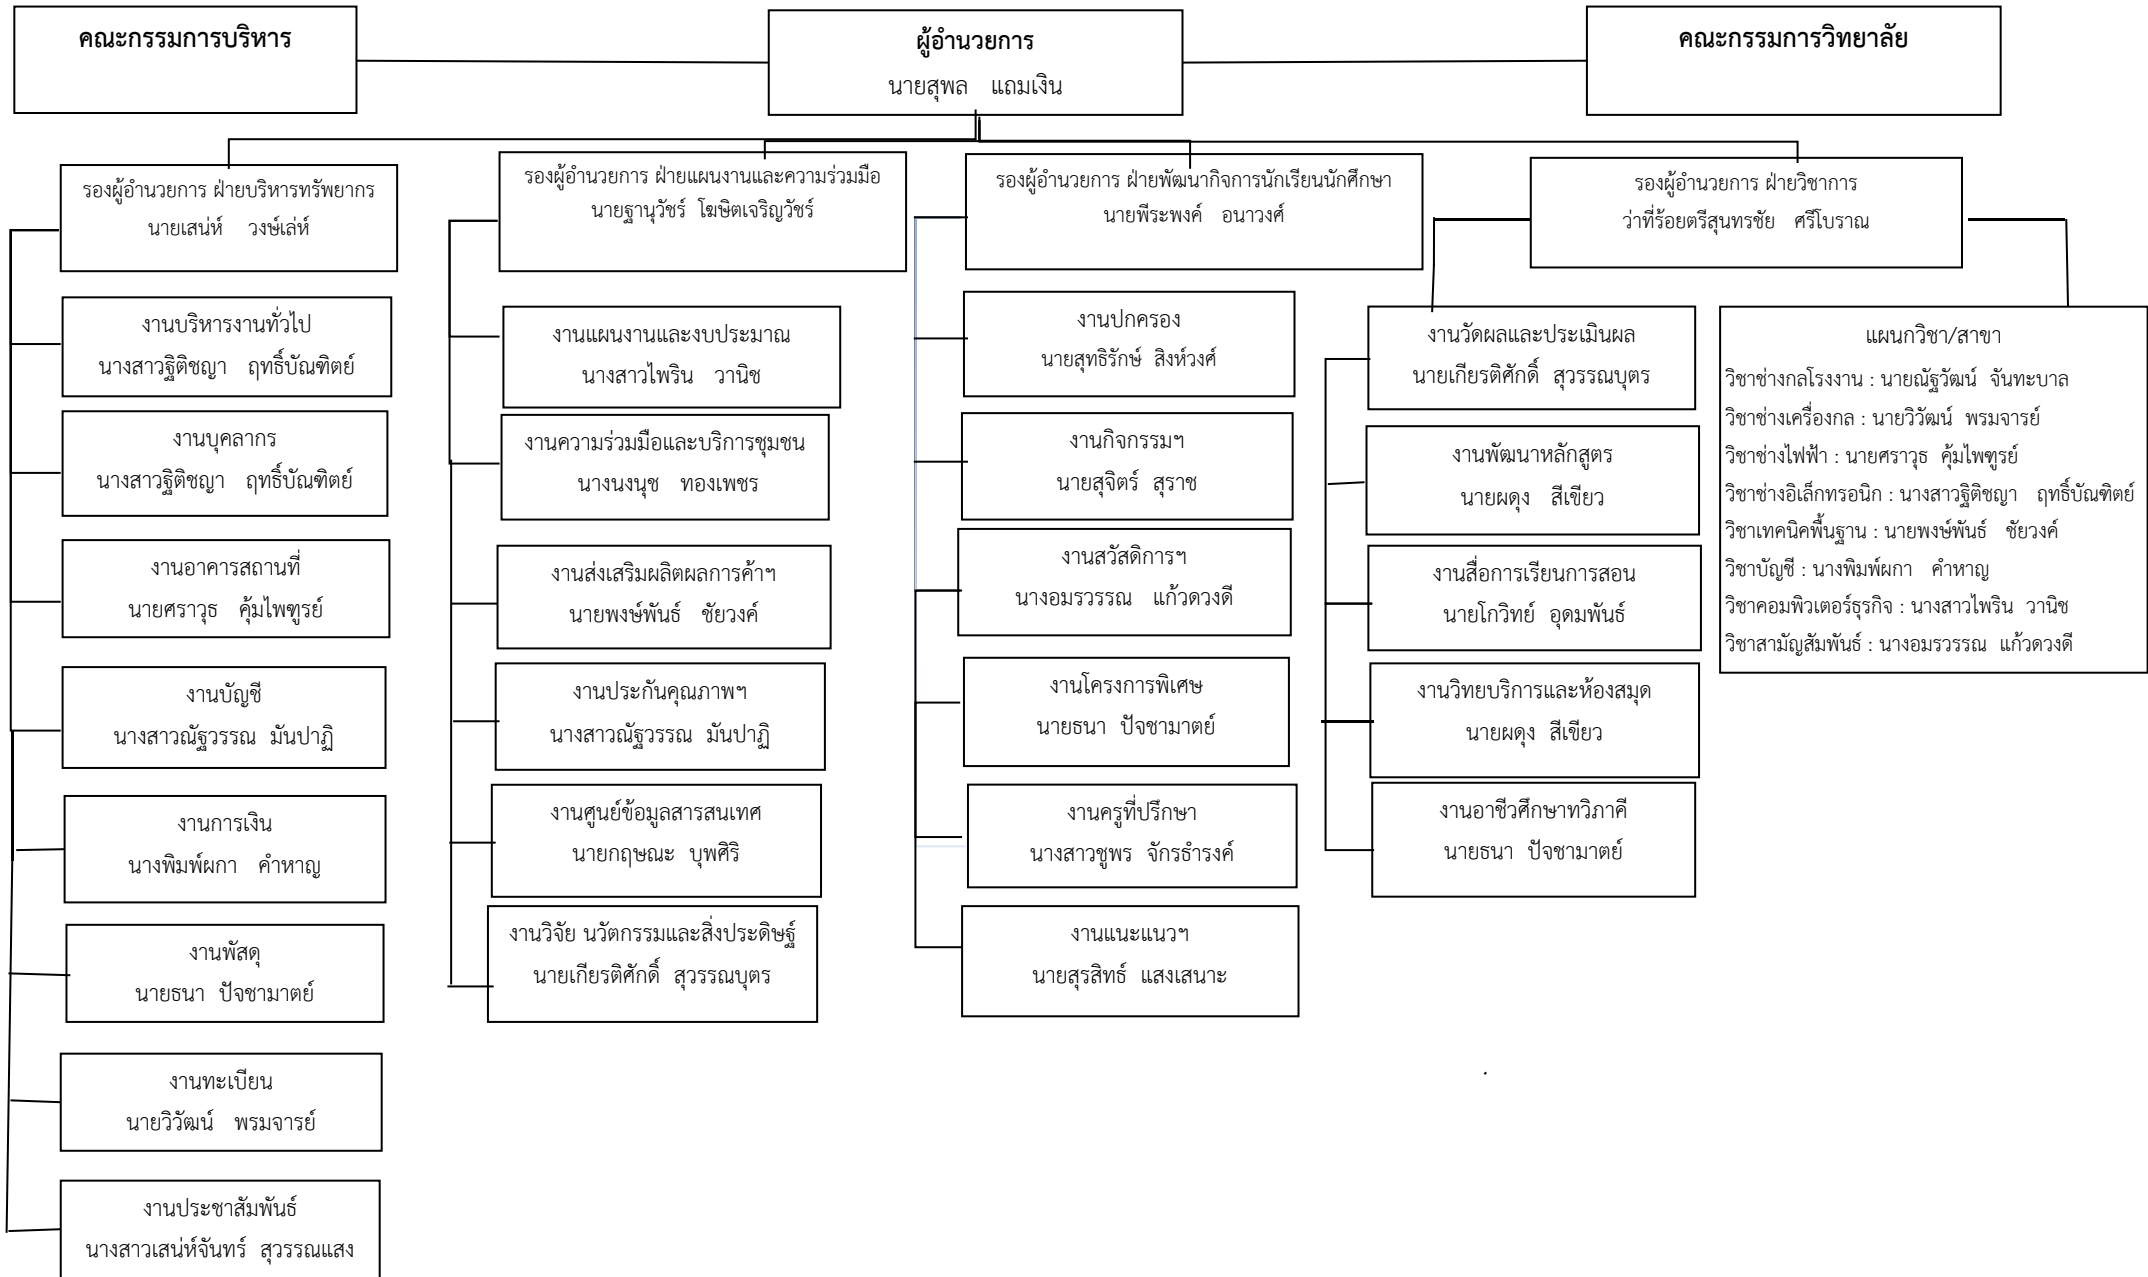 คณะกรรมการบริหาร
ผู้อำนวยการ
นายสุพล แถมเงิน
คณะกรรมการวิทยาลัย
รองผู้อำนวยการ ฝ่ายบริหารทรัพยากร
นายเสน่ห์ วงษ์เล่ห์
งานบริหารงานทั่วไป
นางสาวฐิติชญา ฤทธิ์บัณฑิตย์
งานบุคลากร
นางสาวฐิติชญา ฤทธิ์บัณฑิตย์
งานอาคารสถานที่
นายศราวุธ คุ้มไพฑูรย์
งานบัญชี
นางสาวณัฐวรรณ มันปาฏิ
งานการเงิน
นางพิมพ์ผกา คำหาญ
งานพัสดุ
นายธนา ปัจชามาตย์
งานทะเบียน
นายวิวัฒน์ พรมจารย์
งานประชาสัมพันธ์
นางสาวเสน่ห์จันทร์ สุวรรณแสง
รองผู้อำนวยการ ฝ่ายแผนงานและความร่วมมือ
นายฐานุวัชร์ โฆษิตเจริญวัชร์
งานแผนงานและงบประมาณ
นางสาวไพริน วานิช
งานความร่วมมือและบริการชุมชน
นางนงนุช ทองเพชร
งานส่งเสริมผลิตผลการค้าฯ
นายพงษ์พันธ์ ชัยวงค์
งานประกันคุณภาพฯ
นางสาวณัฐวรรณ มันปาฏิ
งานศูนย์ข้อมูลสารสนเทศ
นายกฤษณะ บุพศิริ
งานวิจัย นวัตกรรมและสิ่งประดิษฐ์
นายเกียรติศักดิ์ สุวรรณบุตร
รองผู้อำนวยการ ฝ่ายพัฒนากิจการนักเรียนนักศึกษา
นายพีระพงค์ อนาวงศ์
งานปกครอง
นายสุทธิรักษ์ สิงห์วงศ์
งานกิจกรรมฯ
นายสุจิตร์ สุราช
งานสวัสดิการฯ
นางอมรวรรณ แก้วดวงดี
งานโครงการพิเศษ
นายธนา ปัจชามาตย์
งานครูที่ปรึกษา
นางสาวชูพร จักรธำรงค์
งานแนะแนวฯ
นายสุรสิทธ์ แสงเสนาะ
รองผู้อำนวยการ ฝ่ายวิชาการ
ว่าที่ร้อยตรีสุนทรชัย ศรีโบราณ
งานวัดผลและประเมินผล
นายเกียรติศักดิ์ สุวรรณบุตร
งานพัฒนาหลักสูตร
นายผดุง สีเขียว
งานสื่อการเรียนการสอน
นายโกวิทย์ อุดมพันธ์
งานวิทยบริการและห้องสมุด
นายผดุง สีเขียว
งานอาชีวศึกษาทวิภาคี
นายธนา ปัจชามาตย์
แผนกวิชา/สาขา
วิชาช่างกลโรงงาน : นายณัฐวัฒน์ จันทะบาล
วิชาช่างเครื่องกล : นายวิวัฒน์ พรมจารย์
วิชาช่างไฟฟ้า : นายศราวุธ คุ้มไพฑูรย์
วิชาช่างอิเล็กทรอนิก : นางสาวฐิติชญา ฤทธิ์บัณฑิตย์
วิชาเทคนิคพื้นฐาน : นายพงษ์พันธ์ ชัยวงค์
วิชาบัญชี : นางพิมพ์ผกา คำหาญ
วิชาคอมพิวเตอร์ธุรกิจ : นางสาวไพริน วานิช
วิชาสามัญสัมพันธ์ : นางอมรวรรณ แก้วดวงดี